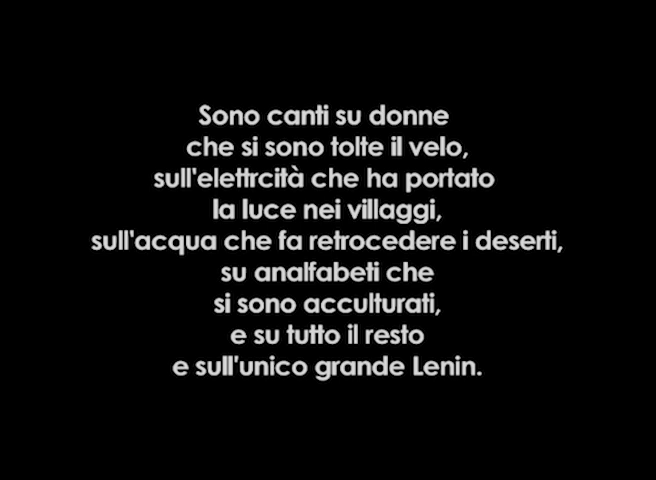 Sono canti su donne
che si sono tolte il velo,
sull'elettrcità che ha portato
la luce nei villaggi,
sull'acqua che fa retrocedere i deserti,
su analfabeti che
si sono acculturati,
e su tutto il resto
e sull'unico grande Lenin.